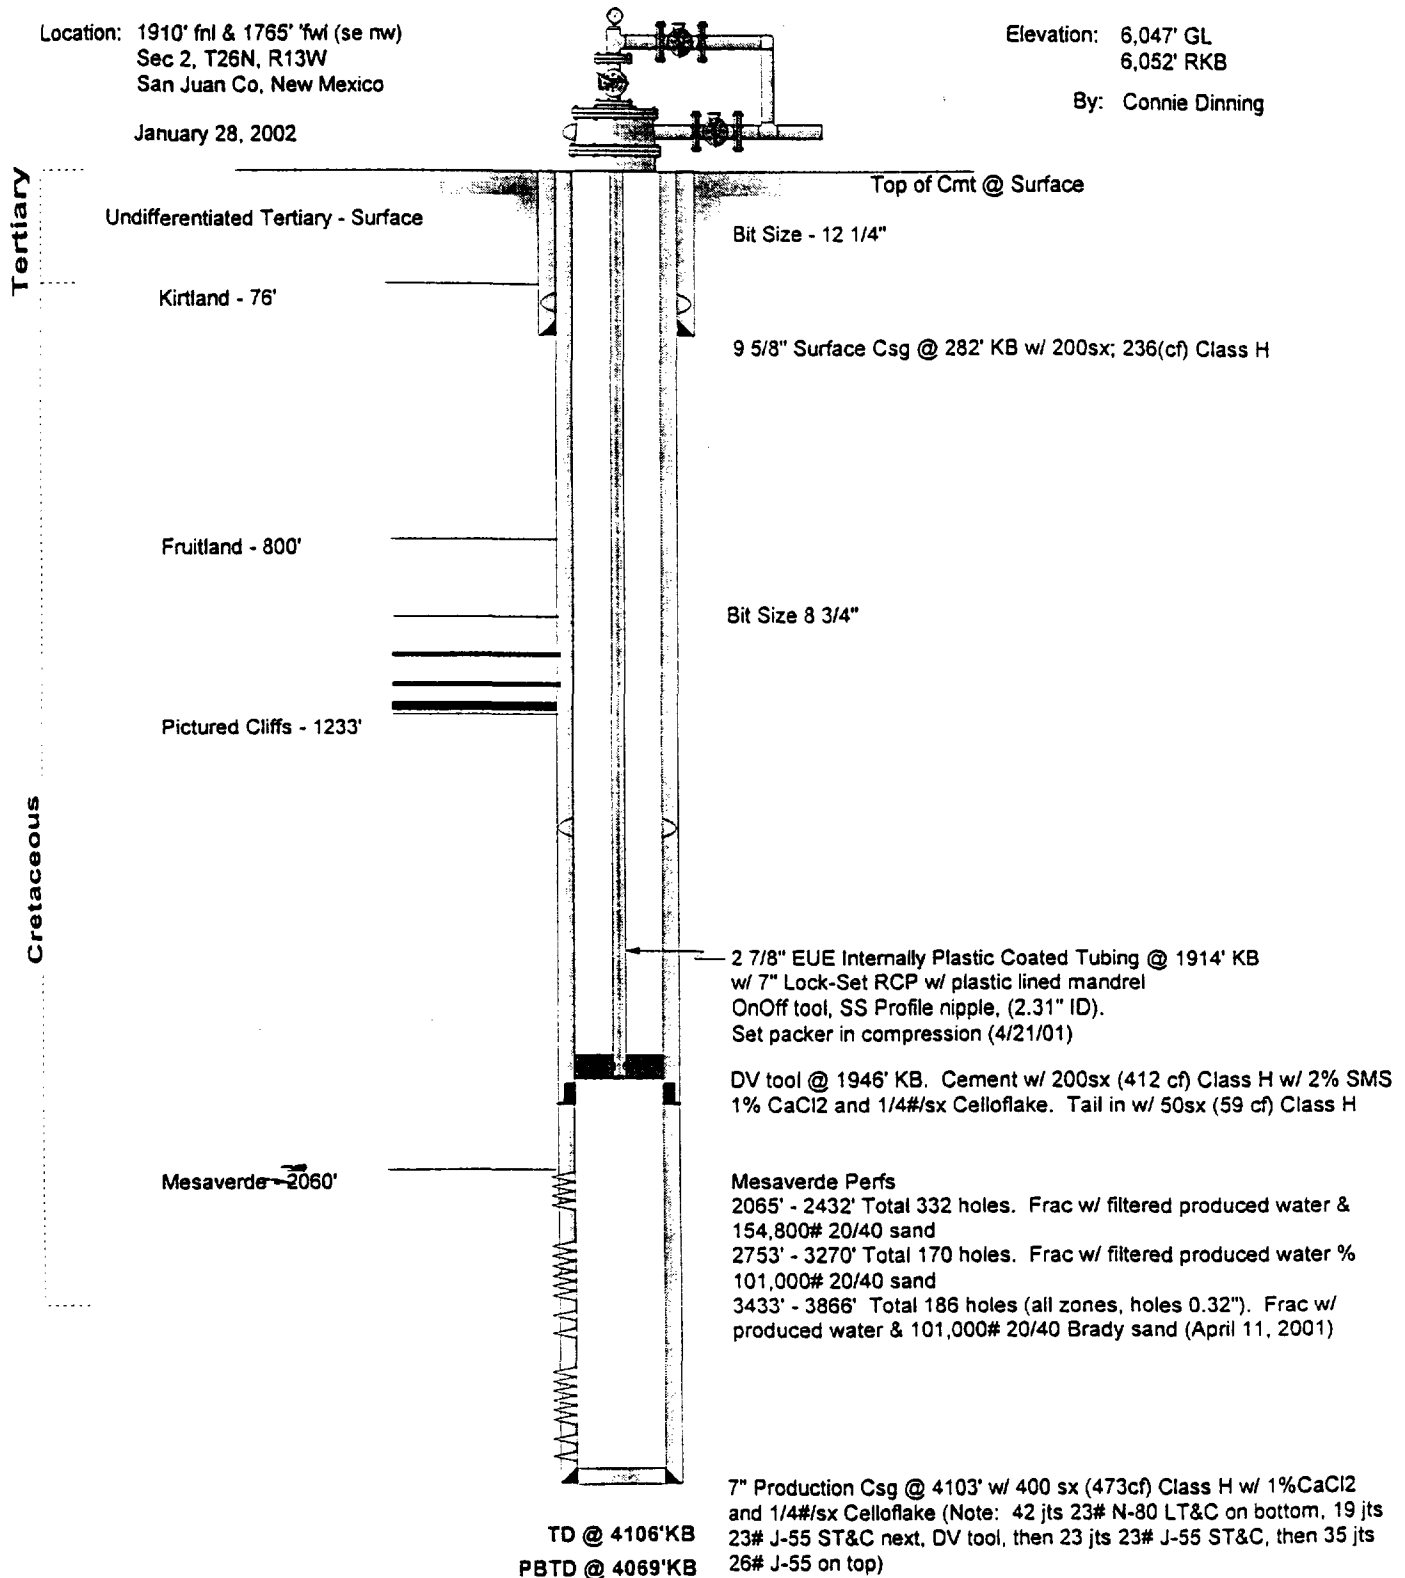 Location: 1910' fnl & 1765' 'fwl (se nw)
Sec 2, T26N, R13W
San Juan Co, New Mexico
January 28, 2002
Elevation: 6,047' GL
6,052' RKB
By: Connie Dinning
Tertiary
Top of Cmt @ Surface
Undifferentiated Tertiary - Surface
Bit Size - 12 1/4"
Kirtland - 76'
9 5/8" Surface Csg @ 282' KB w/ 200sx; 236(cf) Class H
Fruitland - 800'
Bit Size 8 3/4"
Pictured Cliffs - 1233'
Cretaceous
2 7/8" EUE Internally Plastic Coated Tubing @ 1914' KB
w/ 7" Lock-Set RCP w/ plastic lined mandrel
OnOff tool, SS Profile nipple, (2.31" ID).
Set packer in compression (4/21/01)
DV tool @ 1946' KB. Cement w/ 200sx (412 cf) Class H w/ 2% SMS
1% CaCl2 and 1/4#/sx Celloflake. Tail in w/ 50sx (59 cf) Class H
Mesaverde - 2060'
Mesaverde Perfs
2065' - 2432' Total 332 holes. Frac w/ filtered produced water &
154,800# 20/40 sand
2753' - 3270' Total 170 holes. Frac w/ filtered produced water %
101,000# 20/40 sand
3433' - 3866' Total 186 holes (all zones, holes 0.32"). Frac w/
produced water & 101,000# 20/40 Brady sand (April 11, 2001)
7" Production Csg @ 4103' w/ 400 sx (473cf) Class H w/ 1%CaCl2
and 1/4#/sx Celloflake (Note: 42 jts 23# N-80 LT&C on bottom, 19 jts
23# J-55 ST&C next, DV tool, then 23 jts 23# J-55 ST&C, then 35 jts
26# J-55 on top)
TD @ 4106'KB
PBTD @ 4069'KB